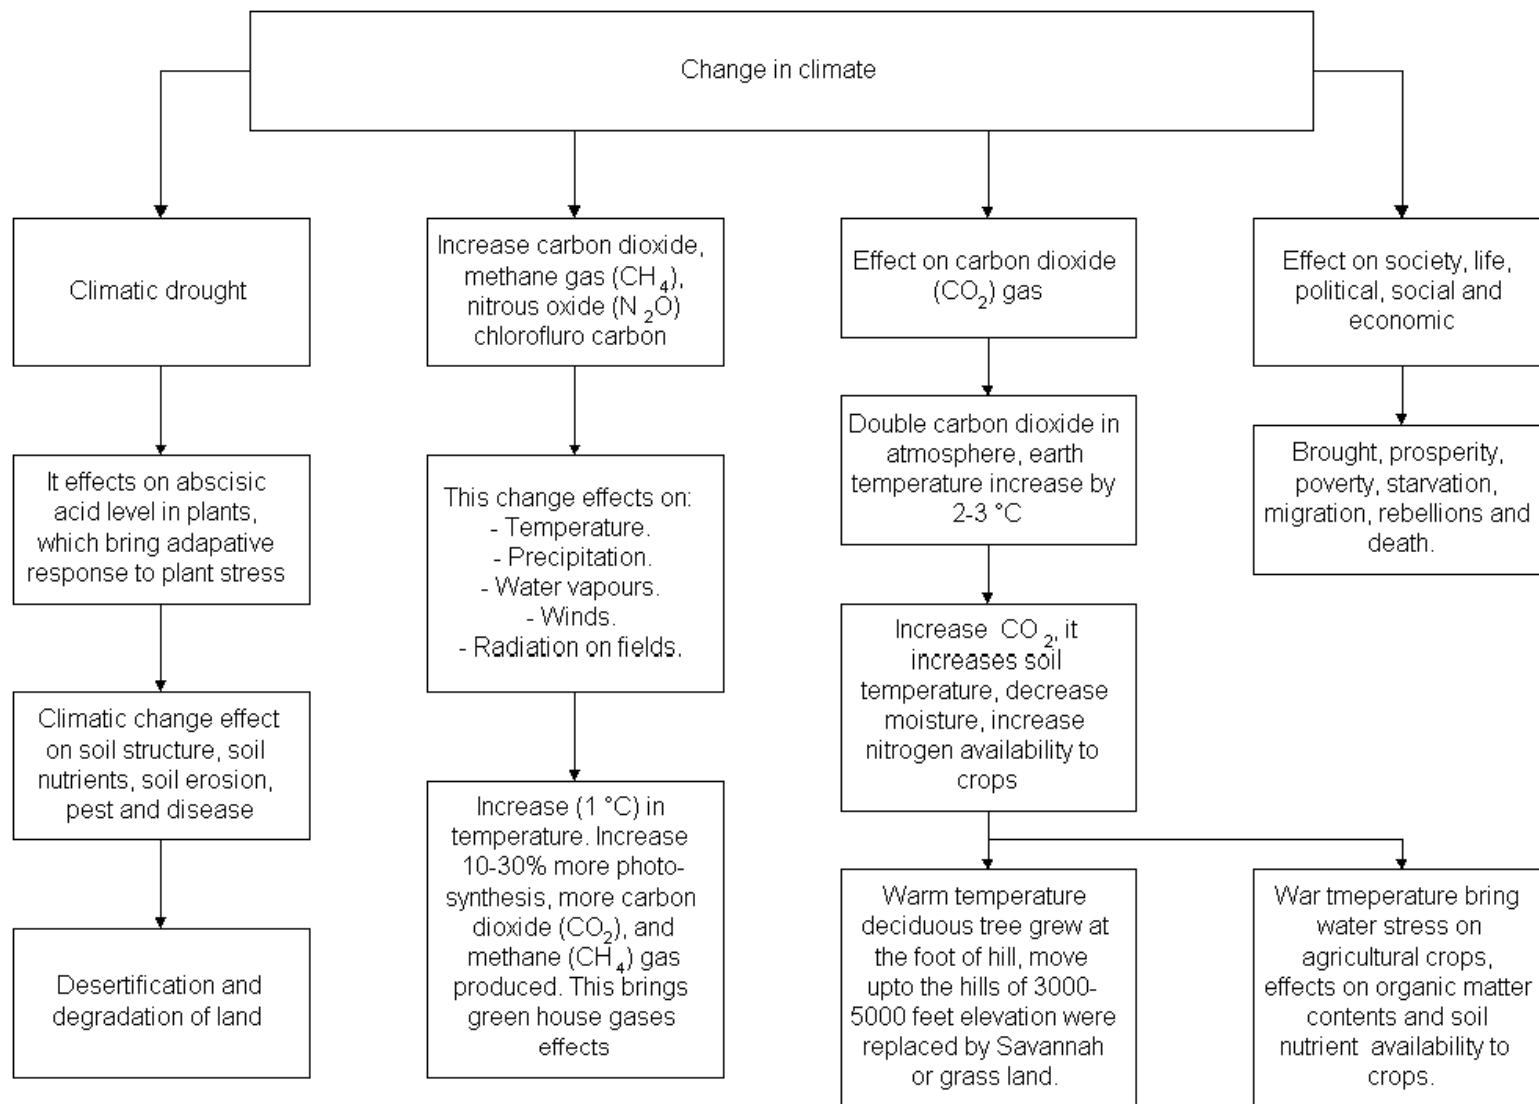 Change in climate
Climatic drought
Increase carbon dioxide,
methane gas (CH₄),
nitrous oxide (N₂O)
chlorofluro carbon
Effect on carbon dioxide
(CO₂) gas
Effect on society, life,
political, social and
economic
It effects on abscisic
acid level in plants,
which bring adapative
response to plant stress
This change effects on:
- Temperature.
- Precipitation.
- Water vapours.
- Winds.
- Radiation on fields.
Double carbon dioxide in
atmosphere, earth
temperature increase by
2-3 °C
Brought, prosperity,
poverty, starvation,
migration, rebellions and
death.
Climatic change effect
on soil structure, soil
nutrients, soil erosion,
pest and disease
Increase CO₂, it
increases soil
temperature, decrease
moisture, increase
nitrogen availability to
crops
Desertification and
degradation of land
Increase (1 °C) in
temperature. Increase
10-30% more photo-
synthesis, more carbon
dioxide (CO₂), and
methane (CH₄) gas
produced. This brings
green house gases
effects
Warm temperature
deciduous tree grew at
the foot of hill, move
upto the hills of 3000-
5000 feet elevation were
replaced by Savannah
or grass land.
War tmeperature bring
water stress on
agricultural crops,
effects on organic matter
contents and soil
nutrient availability to
crops.